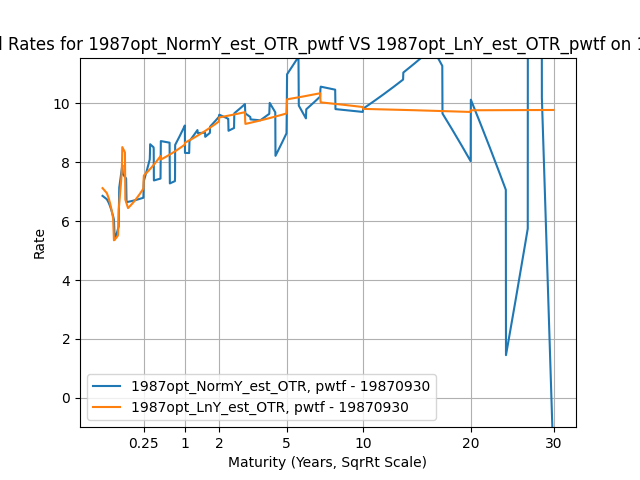 Rates for 1987opt_NormY_est_OTR_pwtf VS 1987opt_LnY_est_OTR_pwtf on
10
8
6
4
2
0
Rate
1987opt_NormY_est_OTR, pwtf - 19870930
1987opt_LnY_est_OTR, pwtf - 19870930
0.25 1 2 5 10 20 30
Maturity (Years, SqrRt Scale)